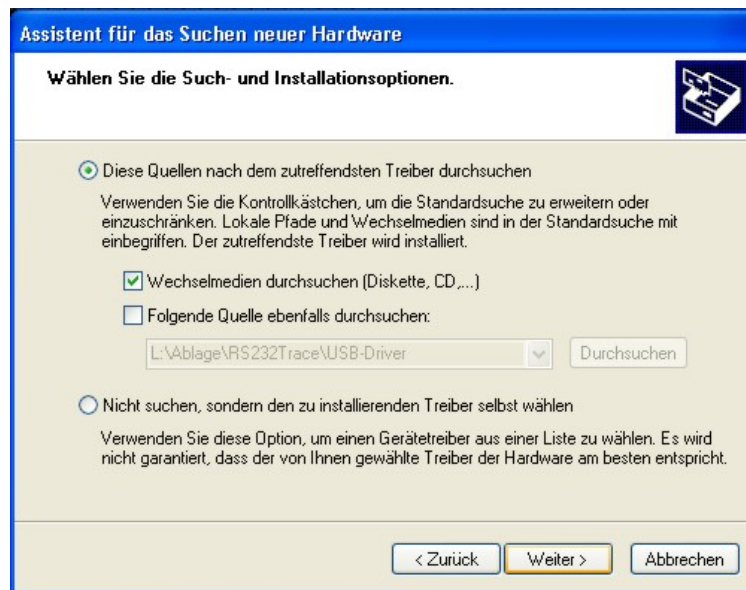 Assistent für das Suchen neuer Hardware
Wählen Sie die Such- und Installationsoptionen.
Diese Quellen nach dem zutreffendsten Treiber durchsuchen
Verwenden Sie die Kontrollkästchen, um die Standardsuche zu erweitern oder
einzuschränken. Lokale Pfade und Wechselmedien sind in der Standardsuche mit
einbegriffen. Der zutreffendste Treiber wird installiert.
Wechselmedien durchsuchen (Diskette, CD,...)
Folgende Quelle ebenfalls durchsuchen:
L:\Ablage\RS232Trace\USB-Driver
Durchsuchen
Nicht suchen, sondern den zu installierenden Treiber selbst wählen
Verwenden Sie diese Option, um einen Gerätetreiber aus einer Liste zu wählen. Es wird
nicht garantiert, dass der von Ihnen gewählte Treiber der Hardware am besten entspricht.
< Zurück
Weiter >
Abbrechen